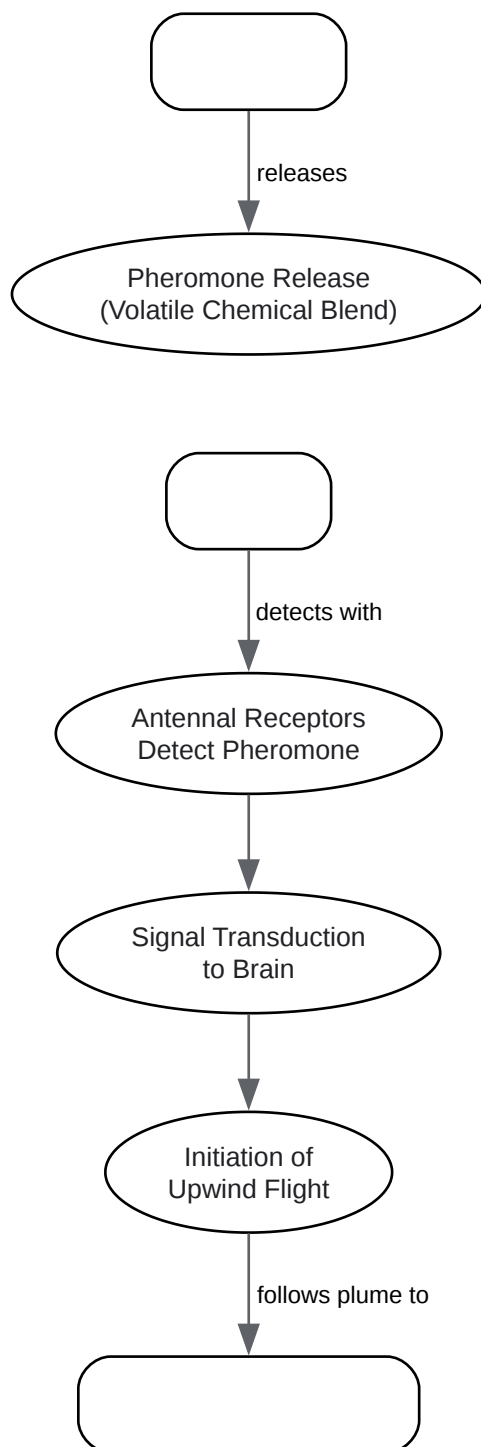 releases
Pheromone Release
(Volatile Chemical Blend)
detects with
Antennal Receptors
Detect Pheromone
Signal Transduction
to Brain
Initiation of
Upwind Flight
follows plume to